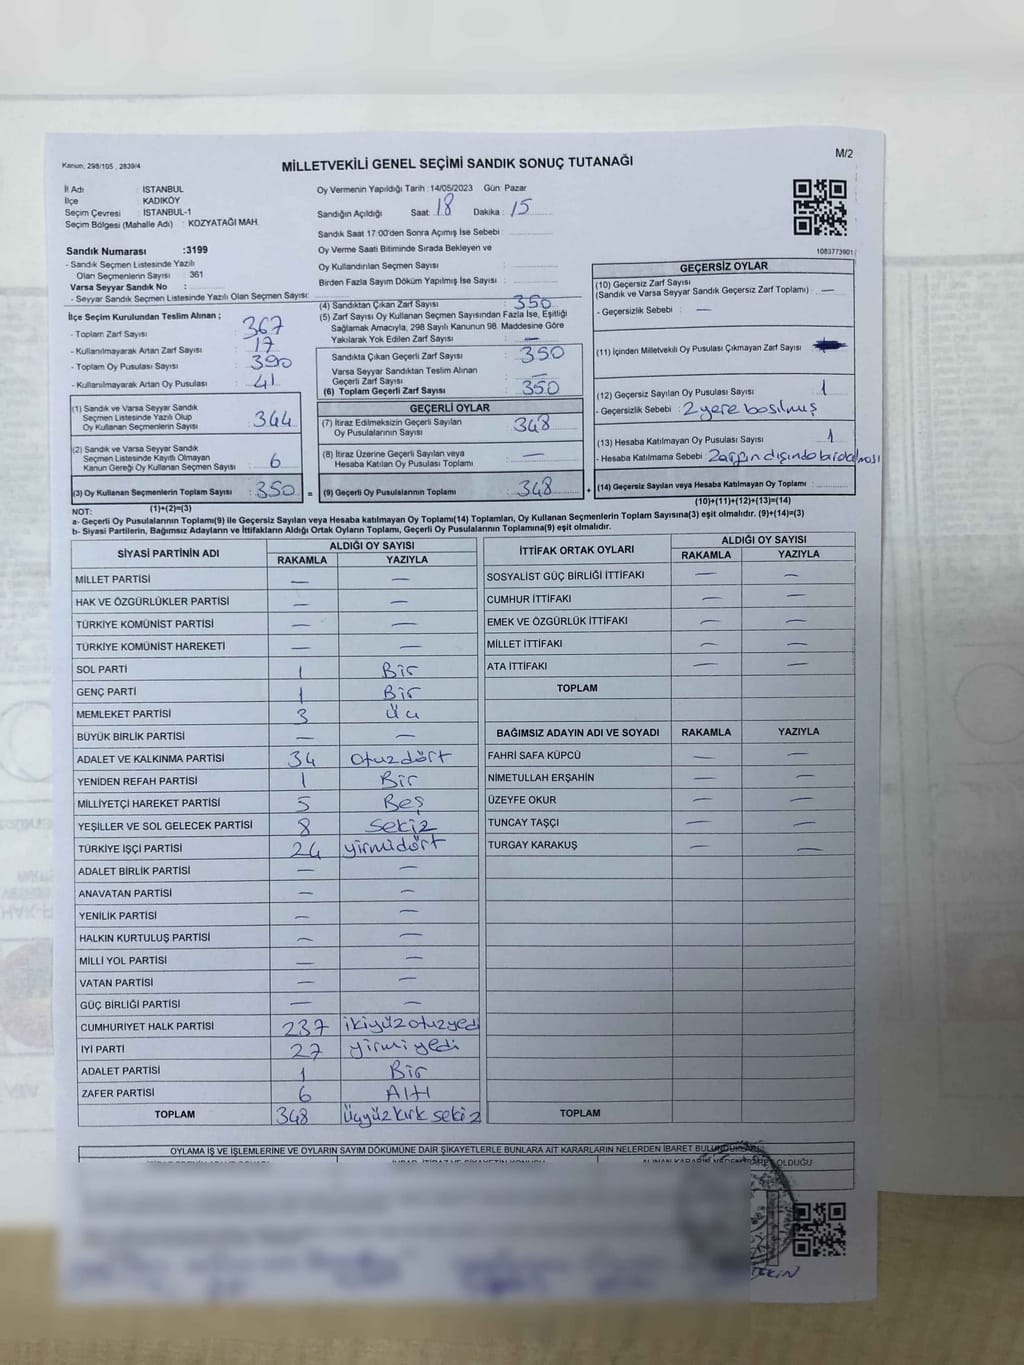 Kanun, 298/105 , 2839/4
MİLLETVEKİLİ GENEL SEÇİMİ SANDIK SONUÇ TUTANAĞI
M/2
İl Adı : İSTANBUL
İlçe : KADIKÖY
Seçim Çevresi : İSTANBUL-1
Seçim Bölgesi (Mahalle Adı) : KOZYATAĞI MAH.
Oy Vermenin Yapıldığı Tarih : 14/05/2023 Gün: Pazar
Sandığın Açıldığı Saat: 18 Dakika : 15
Sandık Saat 17:00'den Sonra Açımış İse Sebebi :
Oy Verme Saati Bitiminde Sırada Bekleyen ve
Oy Kullandırılan Seçmen Sayısı :
Birden Fazla Sayım Döküm Yapılmış İse Sayısı :
1083773901
Sandık Numarası :3199
- Sandık Seçmen Listesinde Yazılı
Olan Seçmenlerin Sayısı : 361
Varsa Seyyar Sandık No :
- Seyyar Sandık Seçmen Listesinde Yazılı Olan Seçmen Sayısı:
İlçe Seçim Kurulundan Teslim Alınan ;
- Toplam Zarf Sayısı : 367
- Kullanılmayarak Artan Zarf Sayısı : 17
- Toplam Oy Pusulası Sayısı : 390
- Kullanılmayarak Artan Oy Pusulası : 41
(1) Sandık ve Varsa Seyyar Sandık
Seçmen Listesinde Yazılı Olup
Oy Kullanan Seçmenlerin Sayısı : 344
(2) Sandık ve Varsa Seyyar Sandık
Seçmen Listesinde Kayıtlı Olmayan
Kanun Gereği Oy Kullanan Seçmen Sayısı : 6
(3) Oy Kullanan Seçmenlerin Toplam Sayısı : 350 =
(1)+(2)=(3)
(4) Sandıktan Çıkan Zarf Sayısı : 350
(5) Zarf Sayısı Oy Kullanan Seçmen Sayısından Fazla İse, Eşitliği
Sağlamak Amacıyla, 298 Sayılı Kanunun 98. Maddesine Göre
Yakılarak Yok Edilen Zarf Sayısı : —
Sandıkta Çıkan Geçerli Zarf Sayısı : 350
Varsa Seyyar Sandıktan Teslim Alınan
Geçerli Zarf Sayısı : —
(6) Toplam Geçerli Zarf Sayısı : 350
GEÇERLİ OYLAR
(7) İtiraz Edilmeksizin Geçerli Sayılan
Oy Pusulalarının Sayısı : 348
(8) İtiraz Üzerine Geçerli Sayılan veya
Hesaba Katılan Oy Pusulası Toplamı : —
(9) Geçerli Oy Pusulalarının Toplamı : 348 +
GEÇERSİZ OYLAR
(10) Geçersiz Zarf Sayısı
(Sandık ve Varsa Seyyar Sandık Geçersiz Zarf Toplamı) : —
- Geçersizlik Sebebi : —
(11) İçinden Milletvekili Oy Pusulası Çıkmayan Zarf Sayısı :
(12) Geçersiz Sayılan Oy Pusulası Sayısı : 1
- Geçersizlik Sebebi : 2 yere basılmış
(13) Hesaba Katılmayan Oy Pusulası Sayısı : 1
- Hesaba Katılmama Sebebi :
(14) Geçersiz Sayılan veya Hesaba Katılmayan Oy Toplamı :
(10)+(11)+(12)+(13)=(14)
NOT:
a- Geçerli Oy Pusulalarının Toplamı(9) ile Geçersiz Sayılan veya Hesaba katılmayan Oy Toplamı(14) Toplamları, Oy Kullanan Seçmenlerin Toplam Sayısına(3) eşit olmalıdır. (9)+(14)=(3)
b- Siyasi Partilerin, Bağımsız Adayların ve İttifakların Aldığı Oyların Toplamı, Geçerli Oy Pusulalarının Toplamına(9) eşit olmalıdır.
SİYASİ PARTİNİN ADI ALDIĞI OY SAYISI
RAKAMLA YAZIYLA
MİLLET PARTİSİ — —
HAK VE ÖZGÜRLÜKLER PARTİSİ — —
TÜRKİYE KOMÜNİST PARTİSİ — —
TÜRKİYE KOMÜNİST HAREKETİ — —
SOL PARTİ 1 Bir
GENÇ PARTİ 1 Bir
MEMLEKET PARTİSİ 3 Üç
BÜYÜK BİRLİK PARTİSİ — —
ADALET VE KALKINMA PARTİSİ 34 otuzdört
YENİDEN REFAH PARTİSİ 1 Bir
MİLLİYETÇİ HAREKET PARTİSİ 5 Beş
YEŞİLLER VE SOL GELECEK PARTİSİ 8 sekiz
TÜRKİYE İŞÇİ PARTİSİ 24 yirmidört
ADALET BİRLİK PARTİSİ — —
ANAVATAN PARTİSİ — —
YENİLİK PARTİSİ — —
HALKIN KURTULUŞ PARTİSİ — —
MİLLİ YOL PARTİSİ — —
VATAN PARTİSİ — —
GÜÇ BİRLİĞİ PARTİSİ — —
CUMHURİYET HALK PARTİSİ 237 ikiyüzotuzyedi
İYİ PARTİ 27 yirmiyedi
ADALET PARTİSİ 1 Bir
ZAFER PARTİSİ 6 Altı
TOPLAM 348 Üçyüzkırk sekiz
İTTİFAK ORTAK OYLARI ALDIĞI OY SAYISI
RAKAMLA YAZIYLA
SOSYALİST GÜÇ BİRLİĞİ İTTİFAKI — —
CUMHUR İTTİFAKI — —
EMEK VE ÖZGÜRLÜK İTTİFAKI — —
MİLLET İTTİFAKI — —
ATA İTTİFAKI — —
TOPLAM
BAĞIMSIZ ADAYIN ADI VE SOYADI RAKAMLA YAZIYLA
FAHRİ SAFA KÜPCÜ — —
NİMETULLAH ERŞAHİN — —
ÜZEYFE OKUR — —
TUNCAY TAŞÇI — —
TURGAY KARAKUŞ — —
TOPLAM
OYLAMA İŞ VE İŞLEMLERİNE VE OYLARIN SAYIM DÖKÜMÜNE DAİR ŞİKAYETLERLE BUNLARA AİT KARARLARIN NELERDEN İBARET BULUNDUKLARI
OLDUĞU